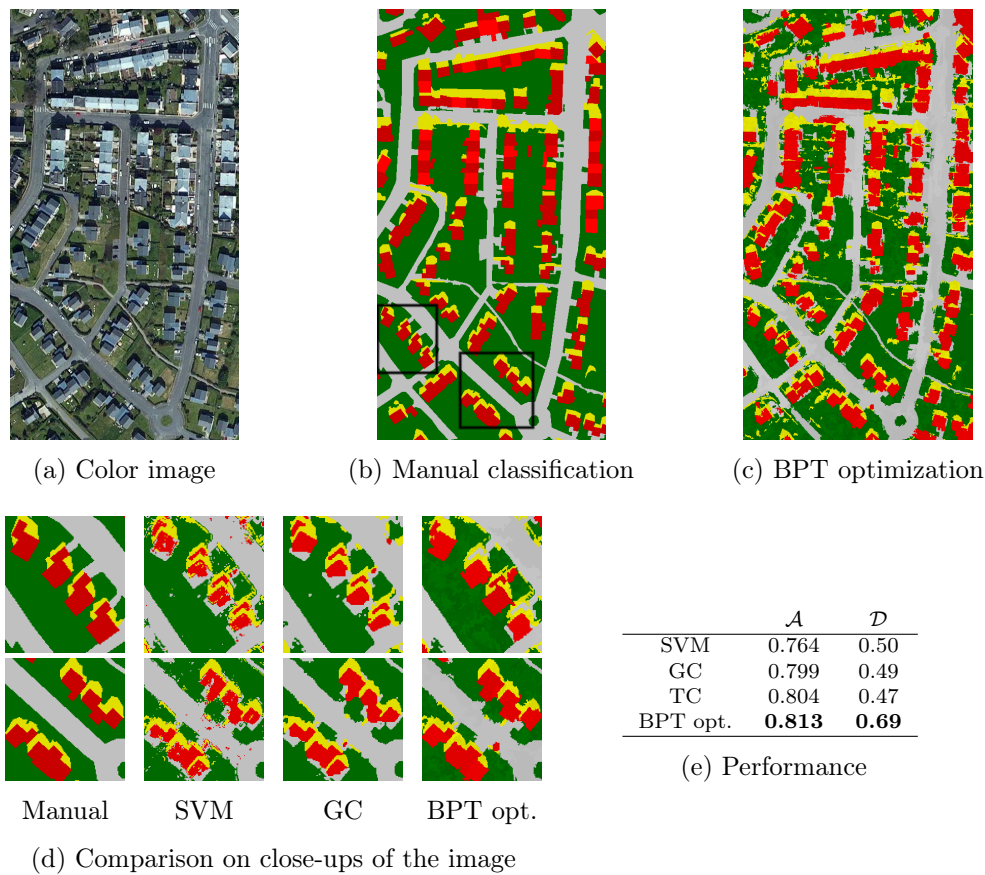 (a) Color image
(b) Manual classification
(c) BPT optimization
Manual
SVM
GC
BPT opt.
(d) Comparison on close-ups of the image
𝒜 𝒟
SVM 0.764 0.50
GC 0.799 0.49
TC 0.804 0.47
BPT opt. 0.813 0.69
(e) Performance